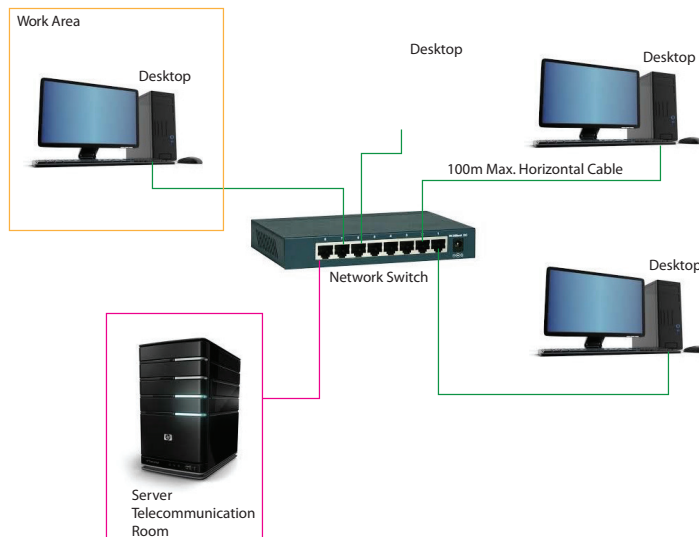 Work Area
Desktop
Desktop
Desktop
100m Max. Horizontal Cable
Network Switch
Desktop
Server
Telecommunication
Room